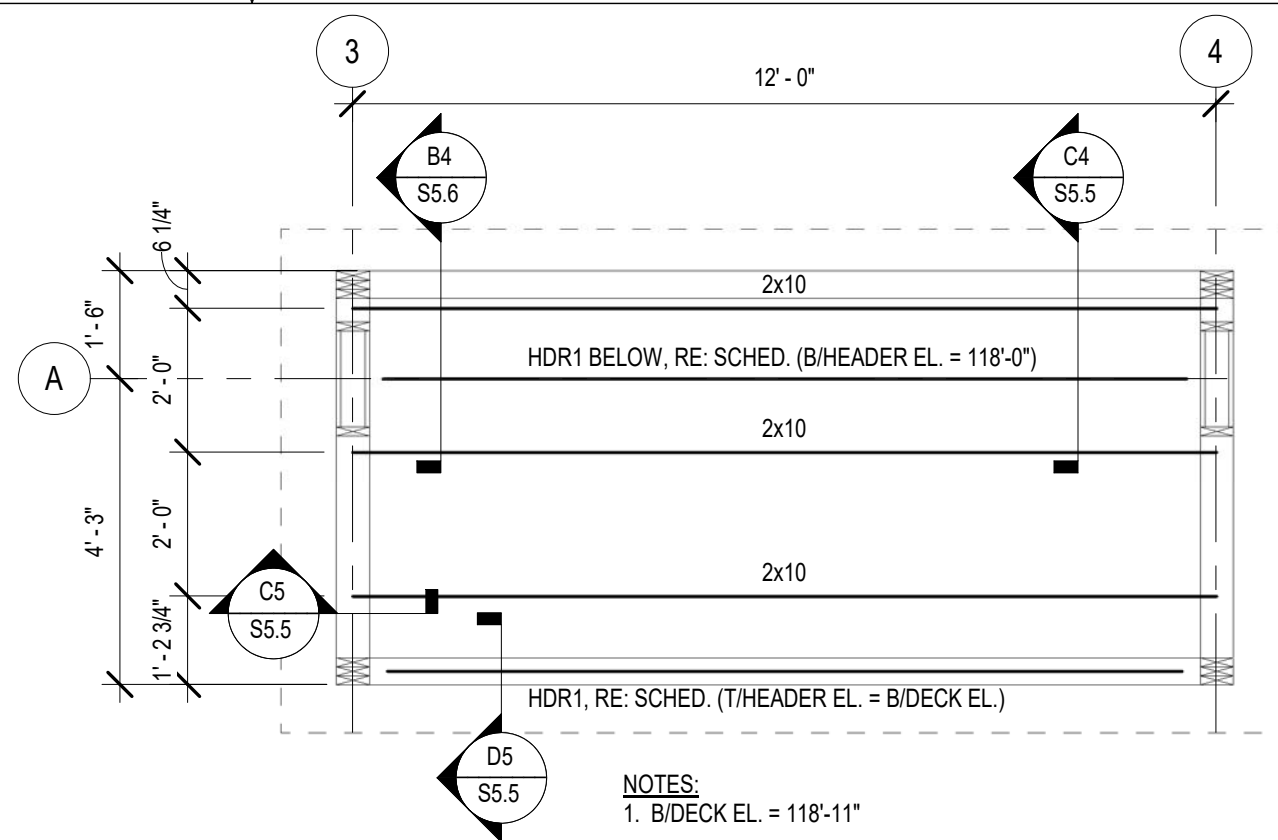 3
4
12' - 0"
B4
S5.6
C4
S5.5
6 1/4"
1' - 6"
2x10
A
2' - 0"
HDR1 BELOW, RE: SCHED. (B/HEADER EL. = 118'-0")
2x10
4' - 3"
2' - 0"
2x10
C5
S5.5
1' - 2 3/4"
HDR1, RE: SCHED. (T/HEADER EL. = B/DECK EL.)
D5
S5.5
NOTES:
1. B/DECK EL. = 118'-11"